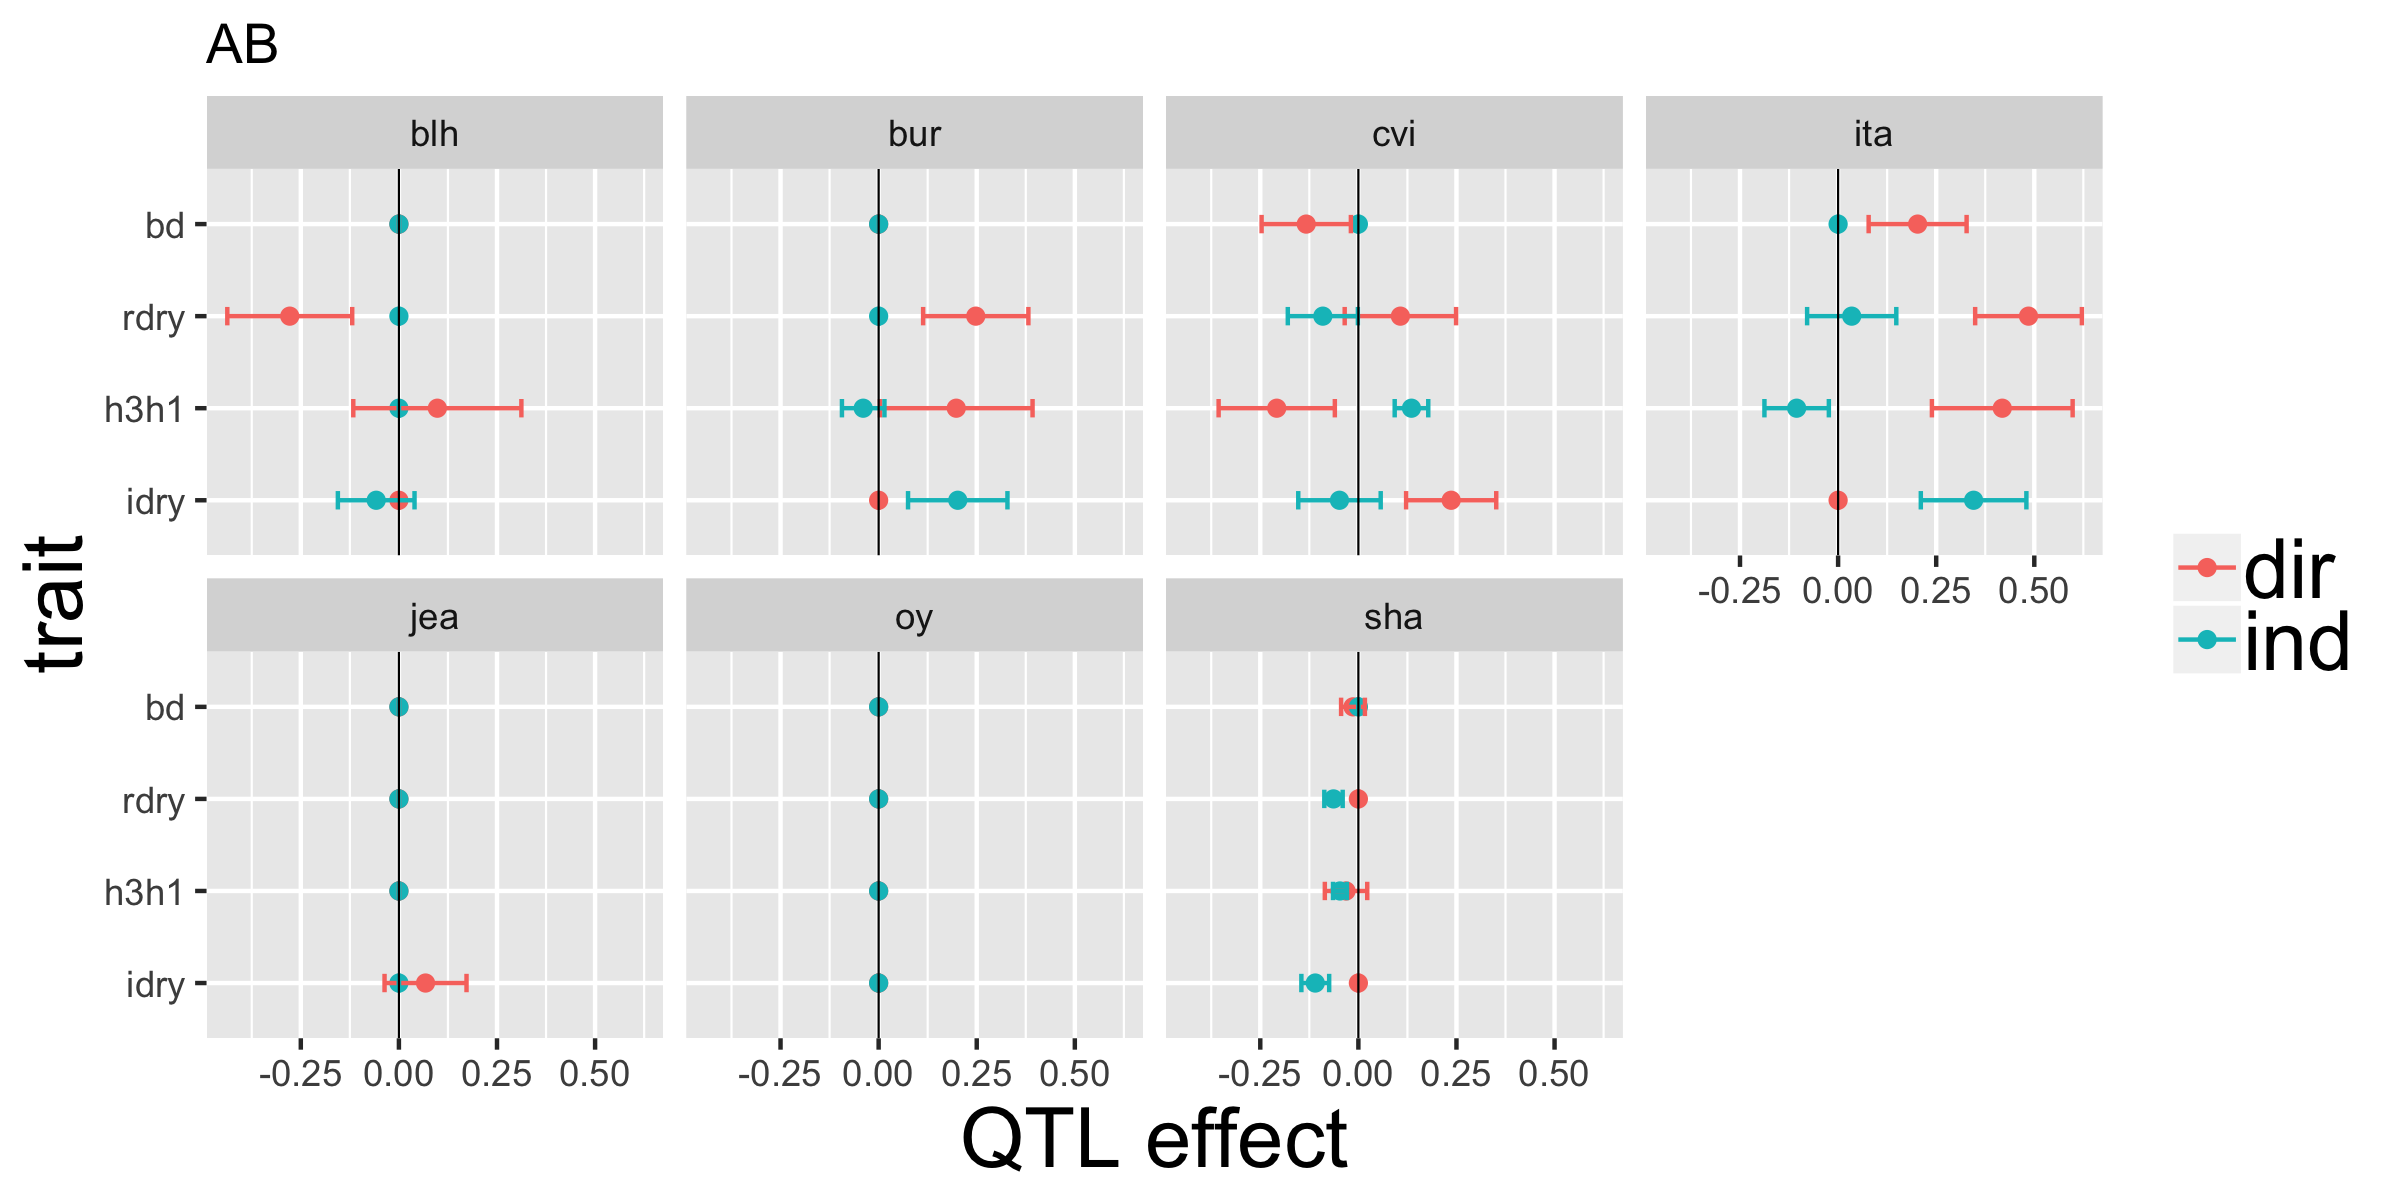 AB
blh bur cvi ita
bd
rdry
h3h1
idry
-0.25 0.00 0.25 0.50
jea oy sha
bd
rdry
h3h1
idry
-0.25 0.00 0.25 0.50 -0.25 0.00 0.25 0.50 -0.25 0.00 0.25 0.50
trait
QTL effect
dir
ind